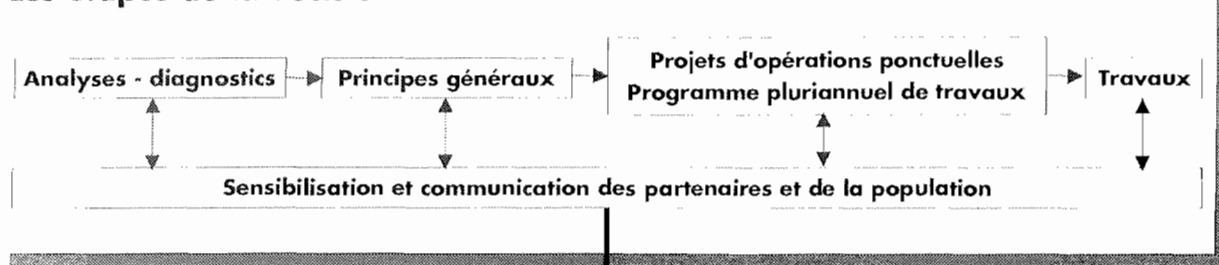 Analyses - diagnostics
Principes généraux
Projets d'opérations ponctuelles
Programme pluriannuel de travaux
Travaux
Sensibilisation et communication des partenaires et de la population